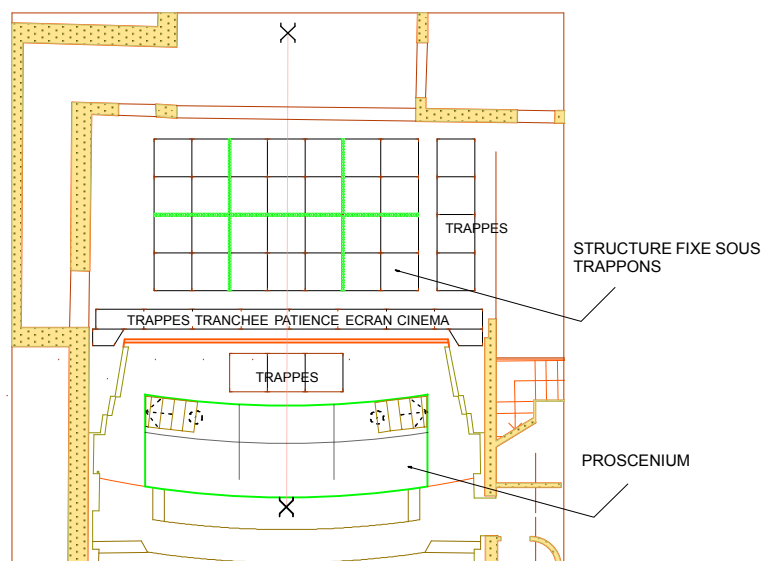 TRAPPES
STRUCTURE FIXE SOUS
TRAPPONS
TRAPPES TRANCHEE PATIENCE ECRAN CINEMA
TRAPPES
PROSCENIUM